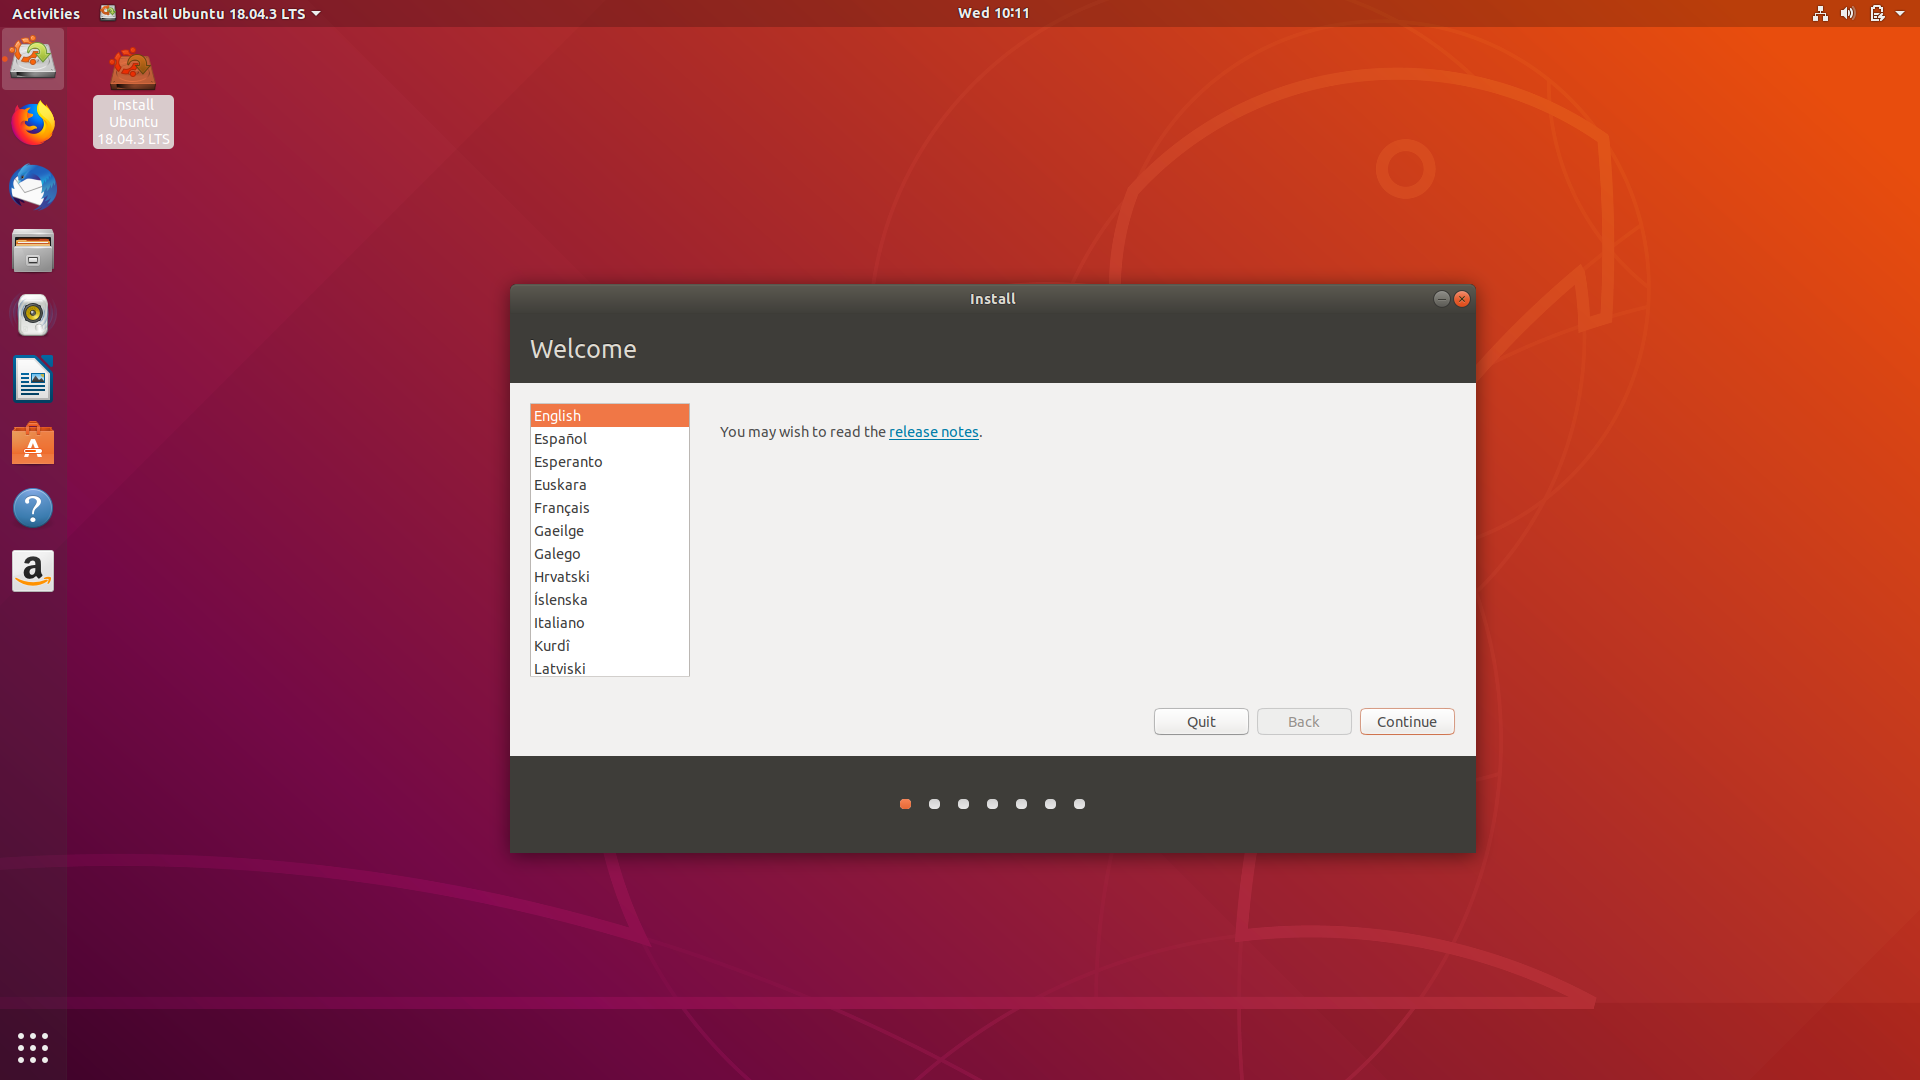 Activities
Install Ubuntu 18.04.3 LTS
Wed 10:11
Install
Ubuntu
18.04.3 LTS
Install
Welcome
English
Español
Esperanto
Euskara
Français
Gaeilge
Galego
Hrvatski
Íslenska
Italiano
Kurdî
Latviski
You may wish to read the release notes.
Quit
Back
Continue